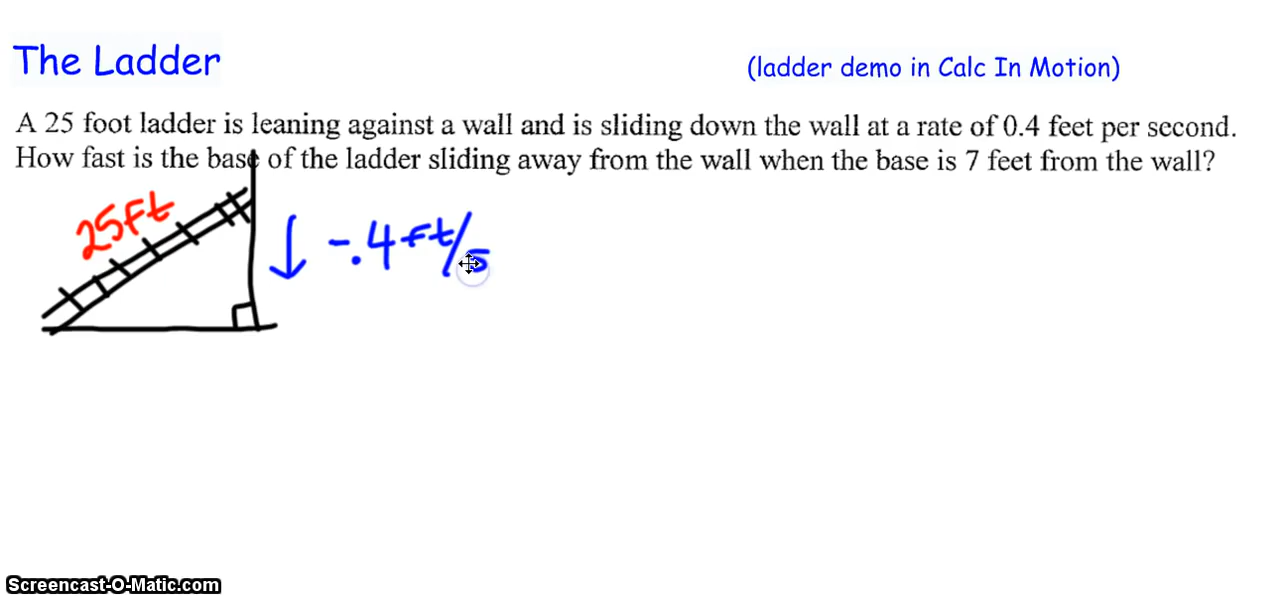 The Ladder
(ladder demo in Calc In Motion)
A 25 foot ladder is leaning against a wall and is sliding down the wall at a rate of 0.4 feet per second.
How fast is the base of the ladder sliding away from the wall when the base is 7 feet from the wall?
25ft
-.4 ft/s
Screencast-O-Matic.com